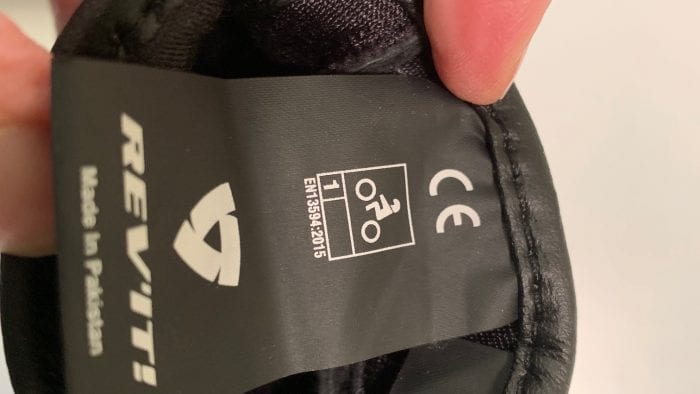 CE
1
EN13594:2015
REV'IT!
Made in Pakistan